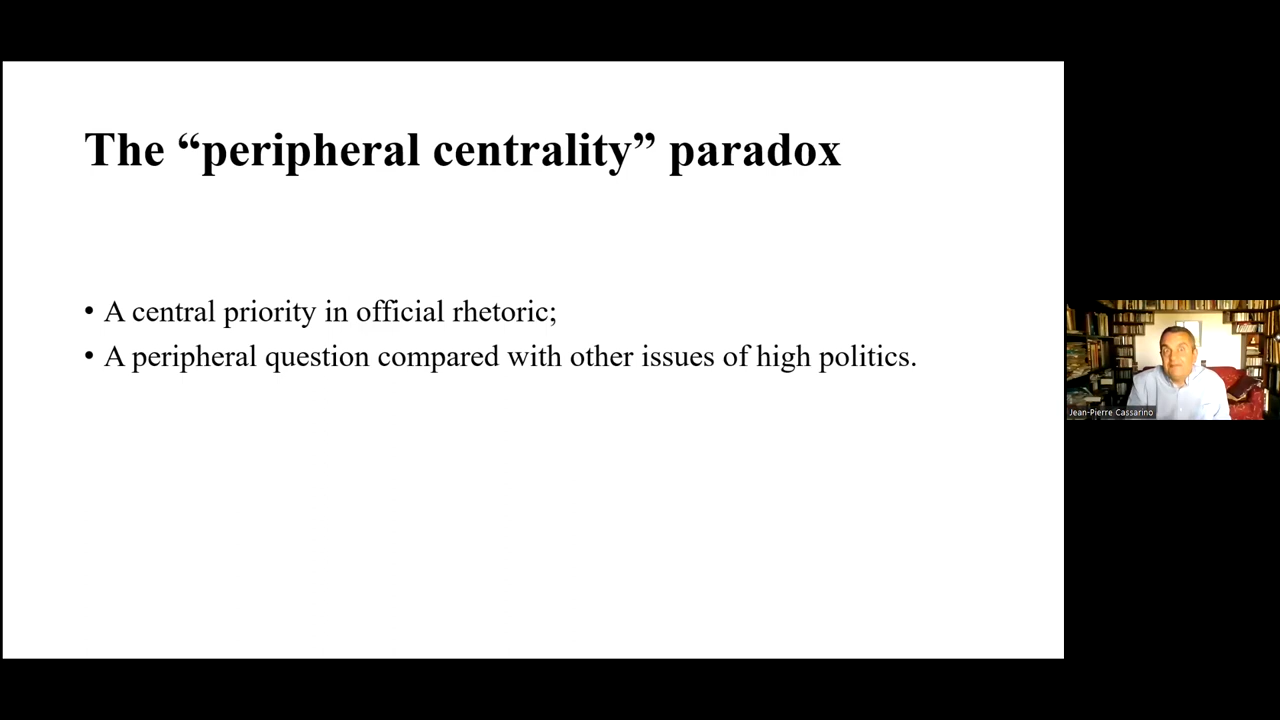 The “peripheral centrality” paradox
• A central priority in official rhetoric;
• A peripheral question compared with other issues of high politics.
Jean-Pierre Cassarino